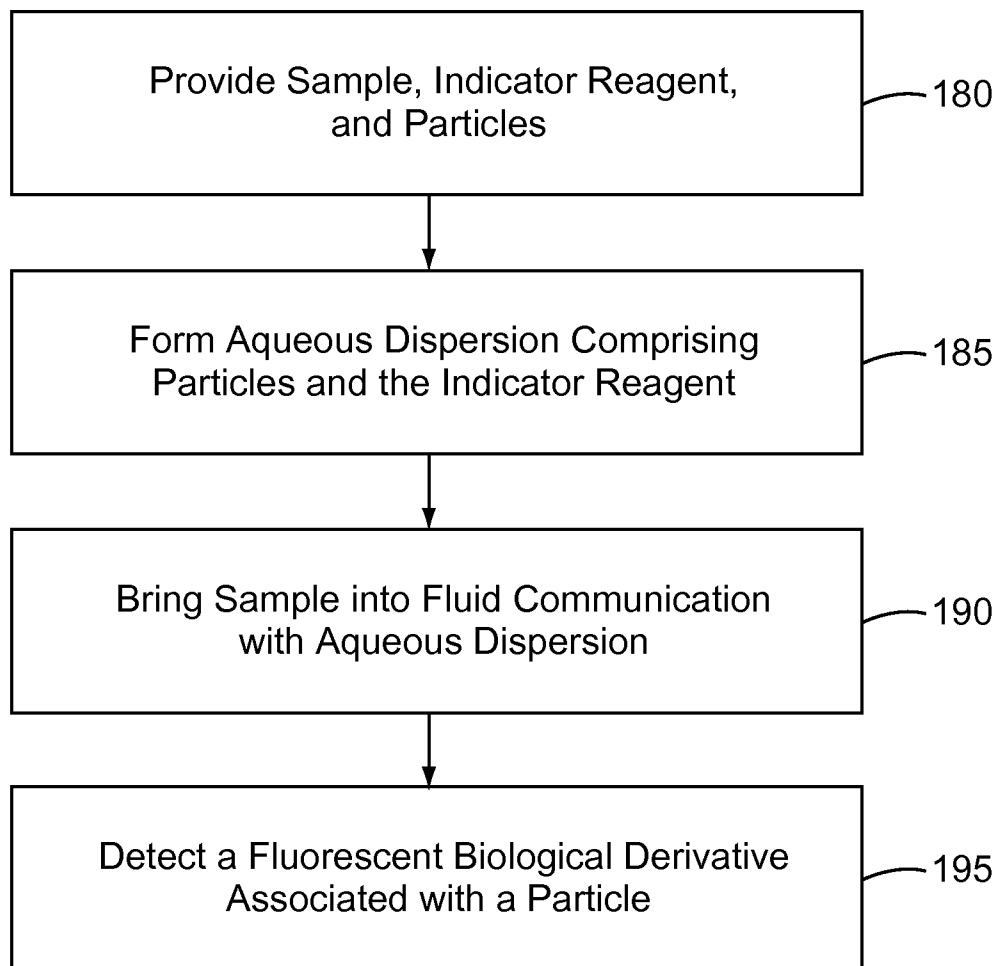 Provide Sample, Indicator Reagent,
and Particles
180
Form Aqueous Dispersion Comprising
Particles and the Indicator Reagent
185
Bring Sample into Fluid Communication
with Aqueous Dispersion
190
Detect a Fluorescent Biological Derivative
Associated with a Particle
195